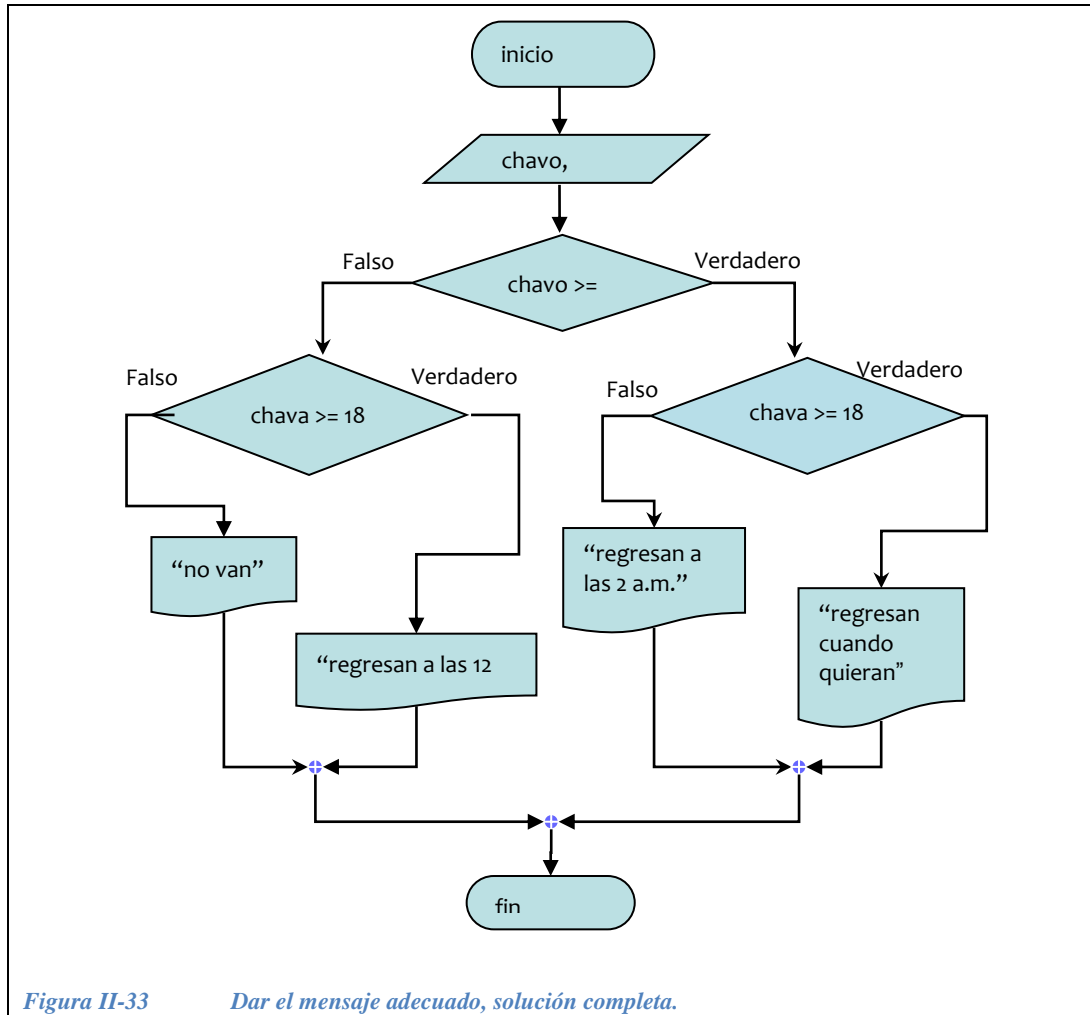 inicio
chavo,
Falso
Verdadero
chavo >=
Falso
Verdadero
chava >= 18
Falso
Verdadero
chava >= 18
“no van”
“regresan a las 12
“regresan a
las 2 a.m.”
“regresan
cuando
quieran”
fin
Figura II-33 Dar el mensaje adecuado, solución completa.